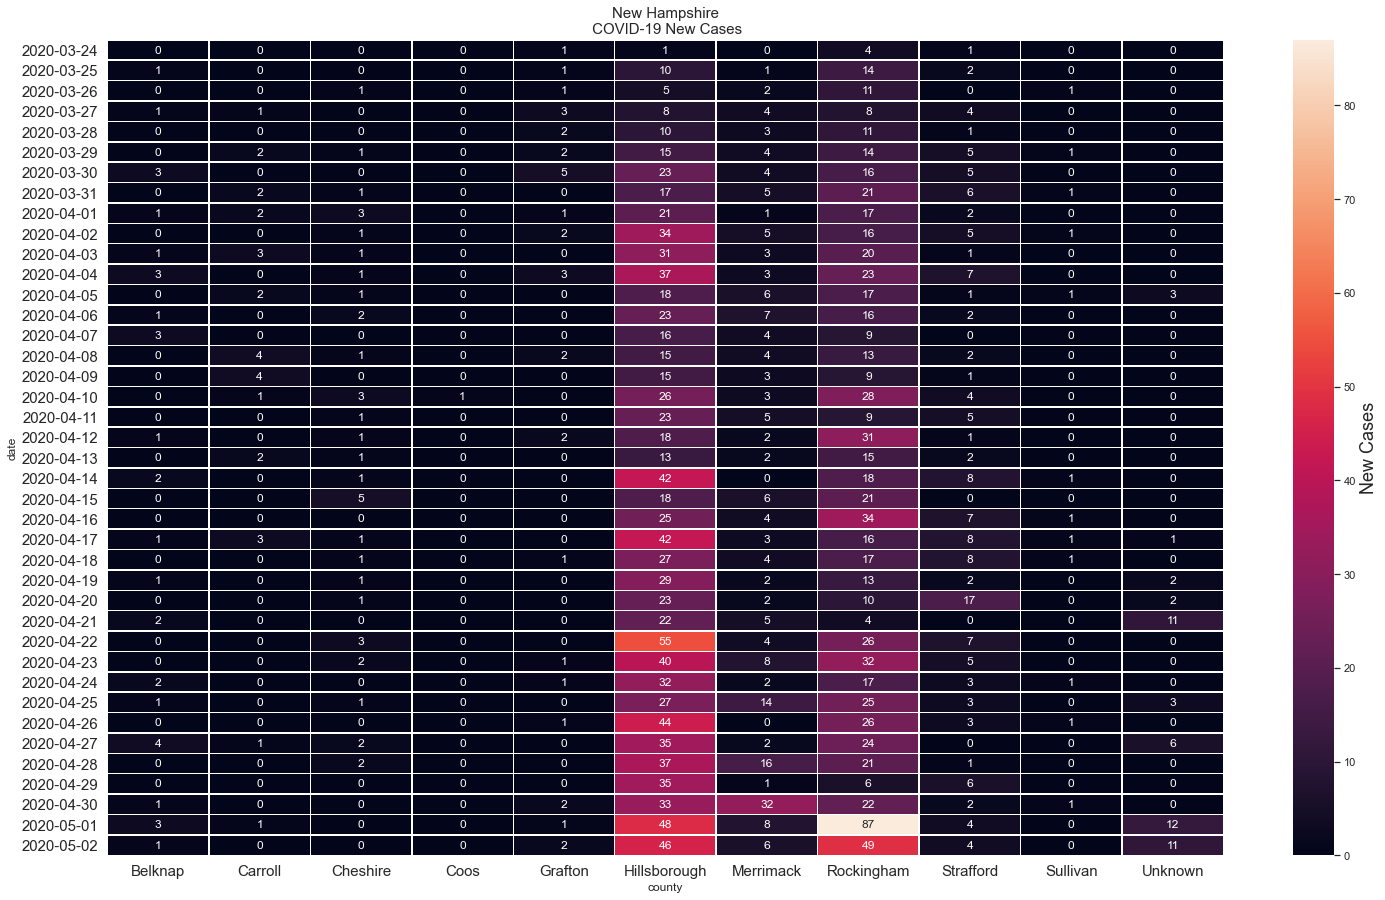 New Hampshire
COVID-19 New Cases
2020-03-24 0 0 0 0 1 1 0 4 1 0 0
2020-03-25 1 0 0 0 1 10 1 14 2 0 0
2020-03-26 0 0 1 0 1 5 2 11 0 1 0
2020-03-27 1 1 0 0 3 8 4 8 4 0 0
2020-03-28 0 0 0 0 2 10 3 11 1 0 0
2020-03-29 0 2 1 0 2 15 4 14 5 1 0
2020-03-30 3 0 0 0 5 23 4 16 5 0 0
2020-03-31 0 2 1 0 0 17 5 21 6 1 0
2020-04-01 1 2 3 0 1 21 1 17 2 0 0
2020-04-02 0 0 1 0 2 34 5 16 5 1 0
2020-04-03 1 3 1 0 0 31 5 20 1 0 0
2020-04-04 3 0 1 0 3 37 3 23 7 0 0
2020-04-05 0 2 1 0 0 18 6 17 1 1 3
2020-04-06 1 0 2 0 0 23 7 16 2 0 0
2020-04-07 3 0 0 0 0 16 4 9 0 0 0
2020-04-08 0 4 1 0 2 15 4 13 2 0 0
2020-04-09 0 4 0 0 0 15 3 9 1 0 0
2020-04-10 0 1 3 1 0 26 3 28 4 0 0
2020-04-11 0 0 1 0 0 23 5 9 5 0 0
2020-04-12 1 0 1 0 2 18 2 31 1 0 0
2020-04-13 0 2 1 0 0 13 2 15 2 0 0
2020-04-14 2 0 1 0 0 42 0 18 8 1 0
2020-04-15 0 0 5 0 0 18 6 21 0 0 0
2020-04-16 0 0 0 0 0 25 4 34 7 1 0
2020-04-17 1 3 1 0 0 42 3 16 8 1 1
2020-04-18 0 0 1 0 1 27 4 17 8 1 0
2020-04-19 1 0 1 0 0 29 2 13 2 0 2
2020-04-20 0 0 1 0 0 23 2 10 17 0 2
2020-04-21 2 0 0 0 0 22 5 4 0 0 11
2020-04-22 0 0 3 0 0 55 4 26 7 0 0
2020-04-23 0 0 2 0 1 40 8 32 5 0 0
2020-04-24 2 0 0 0 1 32 2 17 3 1 0
2020-04-25 1 0 1 0 0 27 14 25 3 0 3
2020-04-26 0 0 0 0 1 44 0 26 3 1 0
2020-04-27 4 1 2 0 0 35 2 24 0 0 6
2020-04-28 0 0 2 0 0 37 16 21 1 0 0
2020-04-29 0 0 0 0 0 35 1 6 6 0 0
2020-04-30 1 0 0 0 2 33 32 22 2 1 0
2020-05-01 3 1 0 0 1 48 8 87 4 0 12
2020-05-02 1 0 0 0 2 46 6 49 4 0 11
date
Belknap Carroll Cheshire Coos Grafton Hillsborough Merrimack Rockingham Strafford Sullivan Unknown
county
80
70
60
50
40
30
20
10
0
New Cases